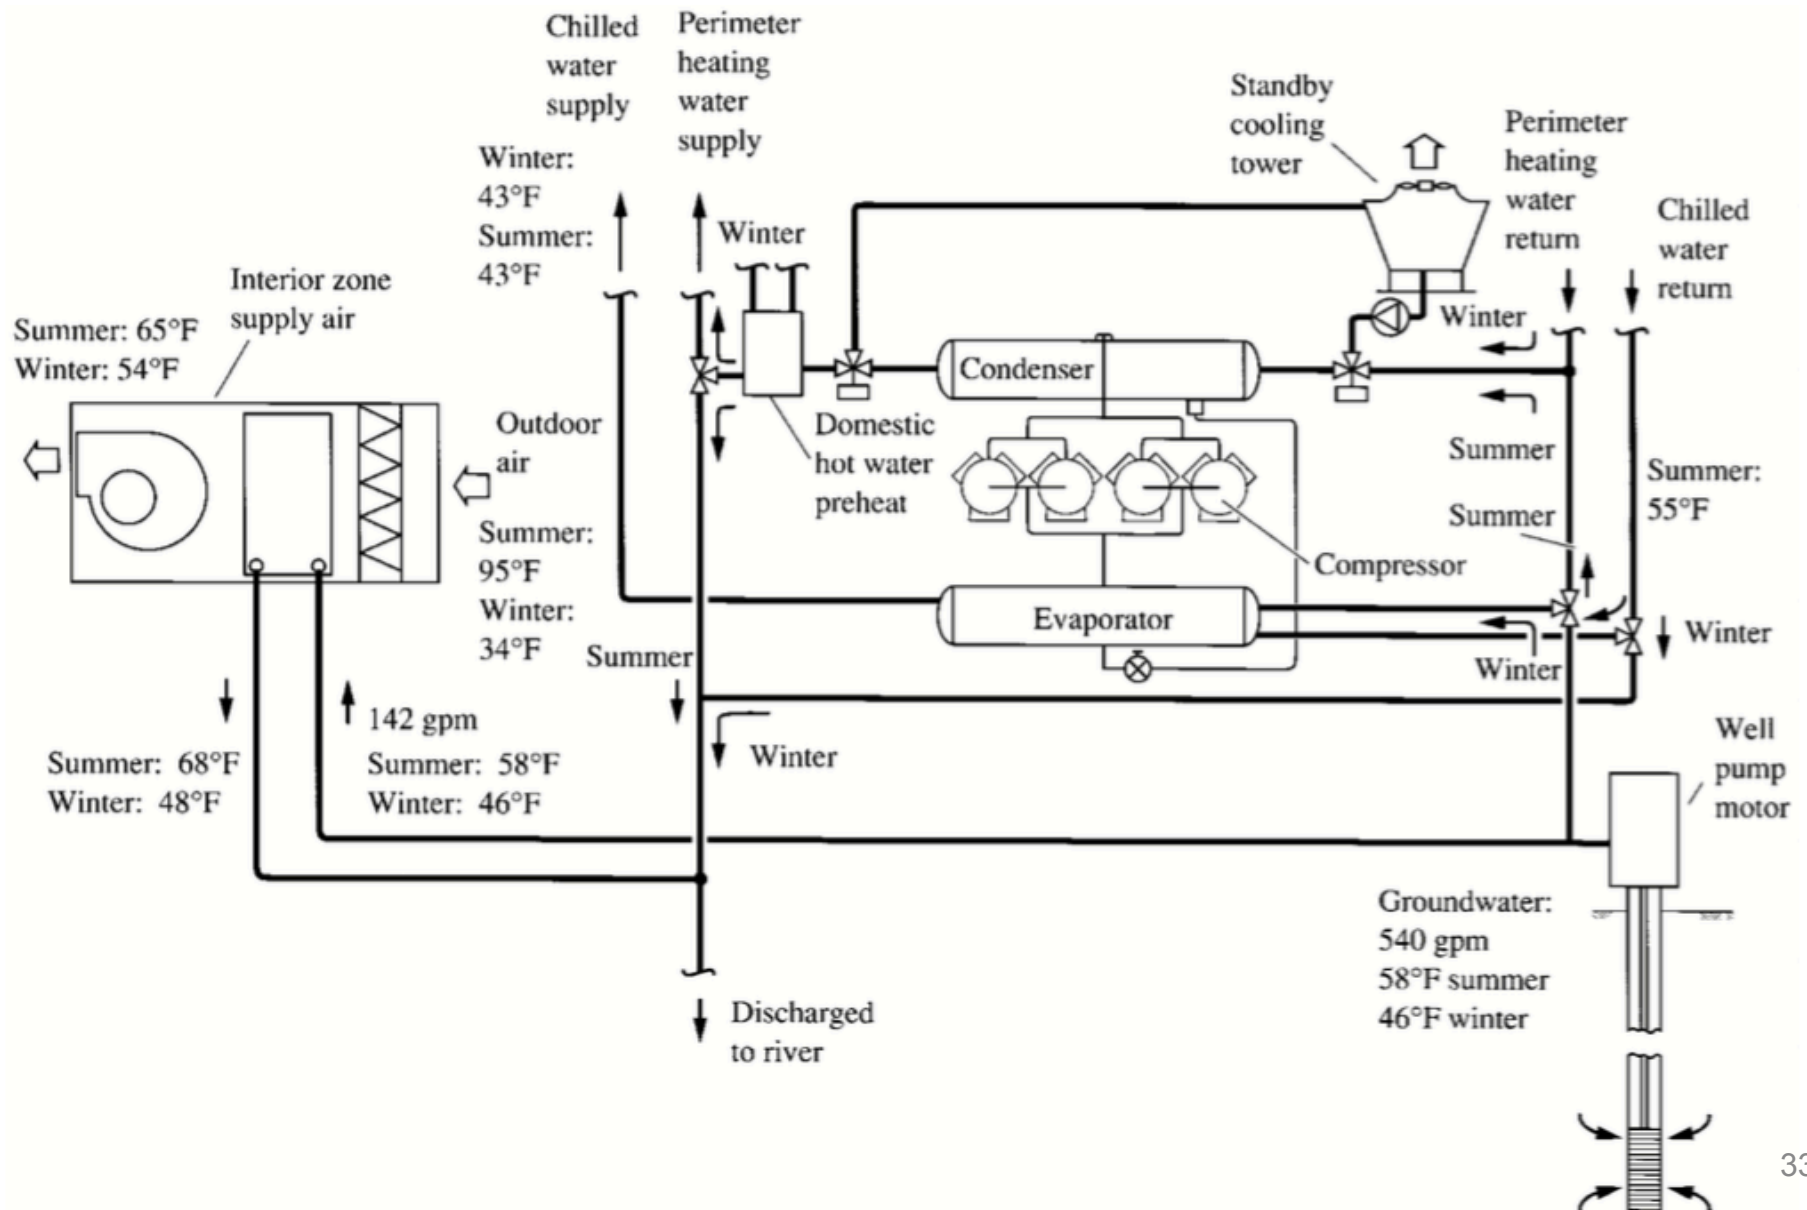 Chilled
water
supply
Perimeter
heating
water
supply
Winter:
43°F
Summer:
43°F
Winter
Standby
cooling
tower
Perimeter
heating
water
return
Chilled
water
return
Interior zone
supply air
Summer: 65°F
Winter: 54°F
Outdoor
air
Summer:
95°F
Winter:
34°F
Condenser
Domestic
hot water
preheat
Winter
Summer
Summer
Summer:
55°F
Compressor
Evaporator
Winter
Winter
Summer
Winter
142 gpm
Summer: 68°F
Winter: 48°F
Summer: 58°F
Winter: 46°F
Well
pump
motor
Groundwater:
540 gpm
58°F summer
46°F winter
Discharged
to river
33